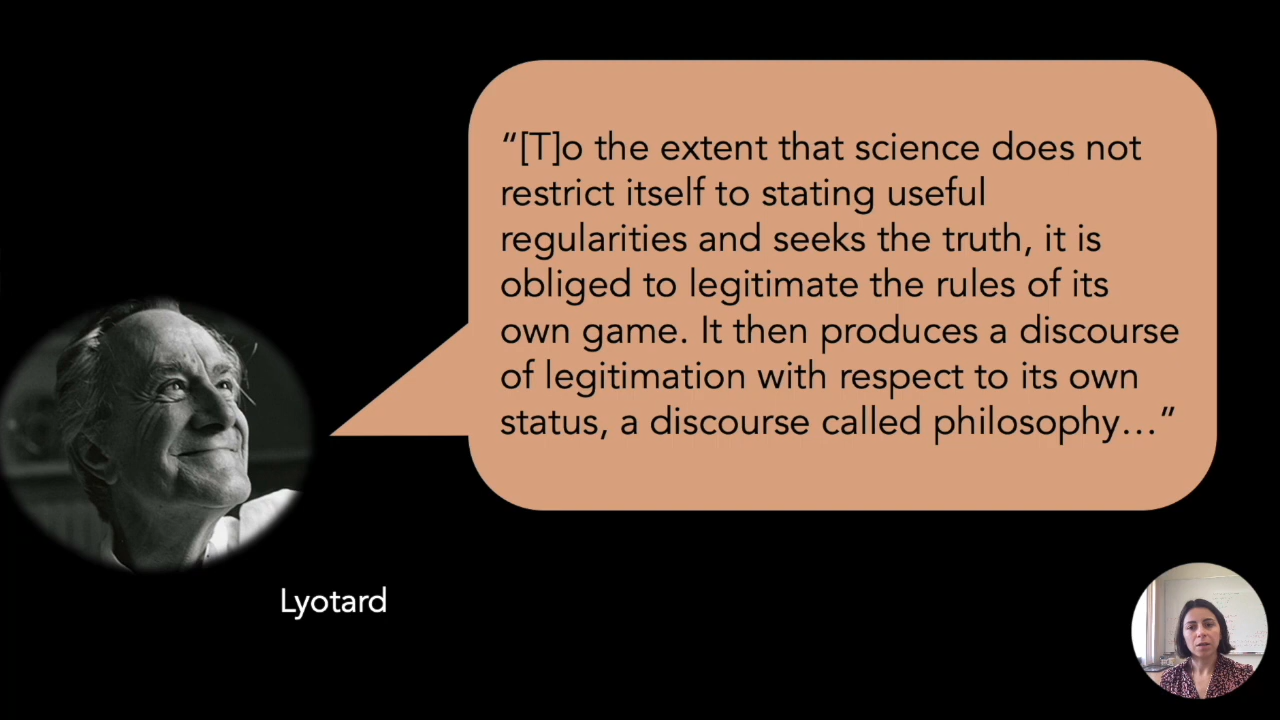 “[T]o the extent that science does not
restrict itself to stating useful
regularities and seeks the truth, it is
obliged to legitimate the rules of its
own game. It then produces a discourse
of legitimation with respect to its own
status, a discourse called philosophy…”
Lyotard